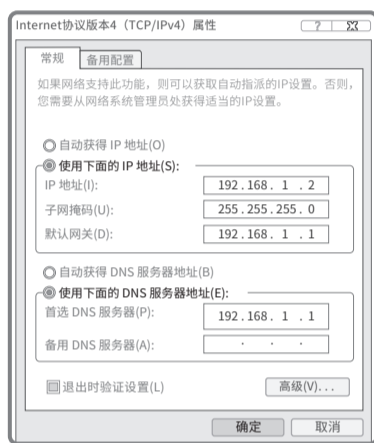 Internet协议版本4（TCP/IPv4）属性
常规 备用配置
如果网络支持此功能，则可以获取自动指派的IP设置。否则，
您需要从网络系统管理员处获得适当的IP设置。
自动获得 IP 地址(O)
使用下面的 IP 地址(S):
IP 地址(I): 192.168. 1 . 2
子网掩码(U): 255.255.255. 0
默认网关(D): 192.168. 1 . 1
自动获得 DNS 服务器地址(B)
使用下面的 DNS 服务器地址(E):
首选 DNS 服务器(P): 192.168. 1 . 1
备用 DNS 服务器(A): . . .
退出时验证设置(L) 高级(V)...
确定 取消